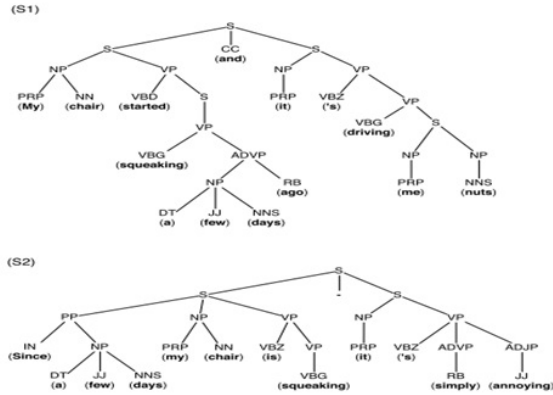 (S1)
S
S CC S
(and)
NP VP NP VP
PRP NN VBD S PRP VBZ VP
(My) (chair) (started) (it) ('s)
VBG S
(driving)
VP
VBG ADVP NP NP
(squeaking)
NP RB PRP NNS
(ago) (me) (nuts)
DT JJ NNS
(a) (few) (days)
(S2)
S
S - S
PP NP VP NP VP
IN NP PRP NN VBZ VP PRP VBZ ADVP ADJP
(Since) (my) (chair) (is) (it) ('s)
DT JJ NNS VBG RB JJ
(a) (few) (days) (squeaking) (simply) (annoying)